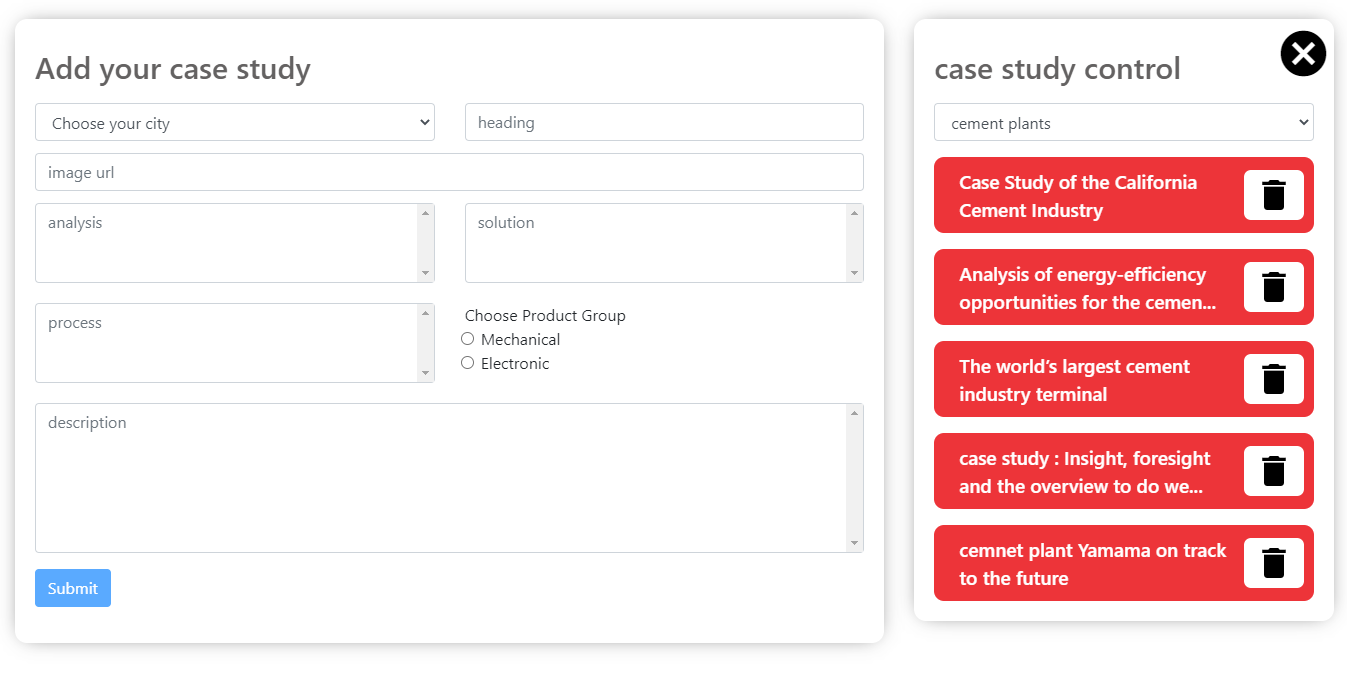 Add your case study
Choose your city
heading
image url
analysis
solution
process
Choose Product Group
Mechanical
Electronic
description
Submit
case study control
cement plants
Case Study of the California
Cement Industry
Analysis of energy-efficiency
opportunities for the cemen...
The world’s largest cement
industry terminal
case study : Insight, foresight
and the overview to do we...
cemnet plant Yamama on track
to the future